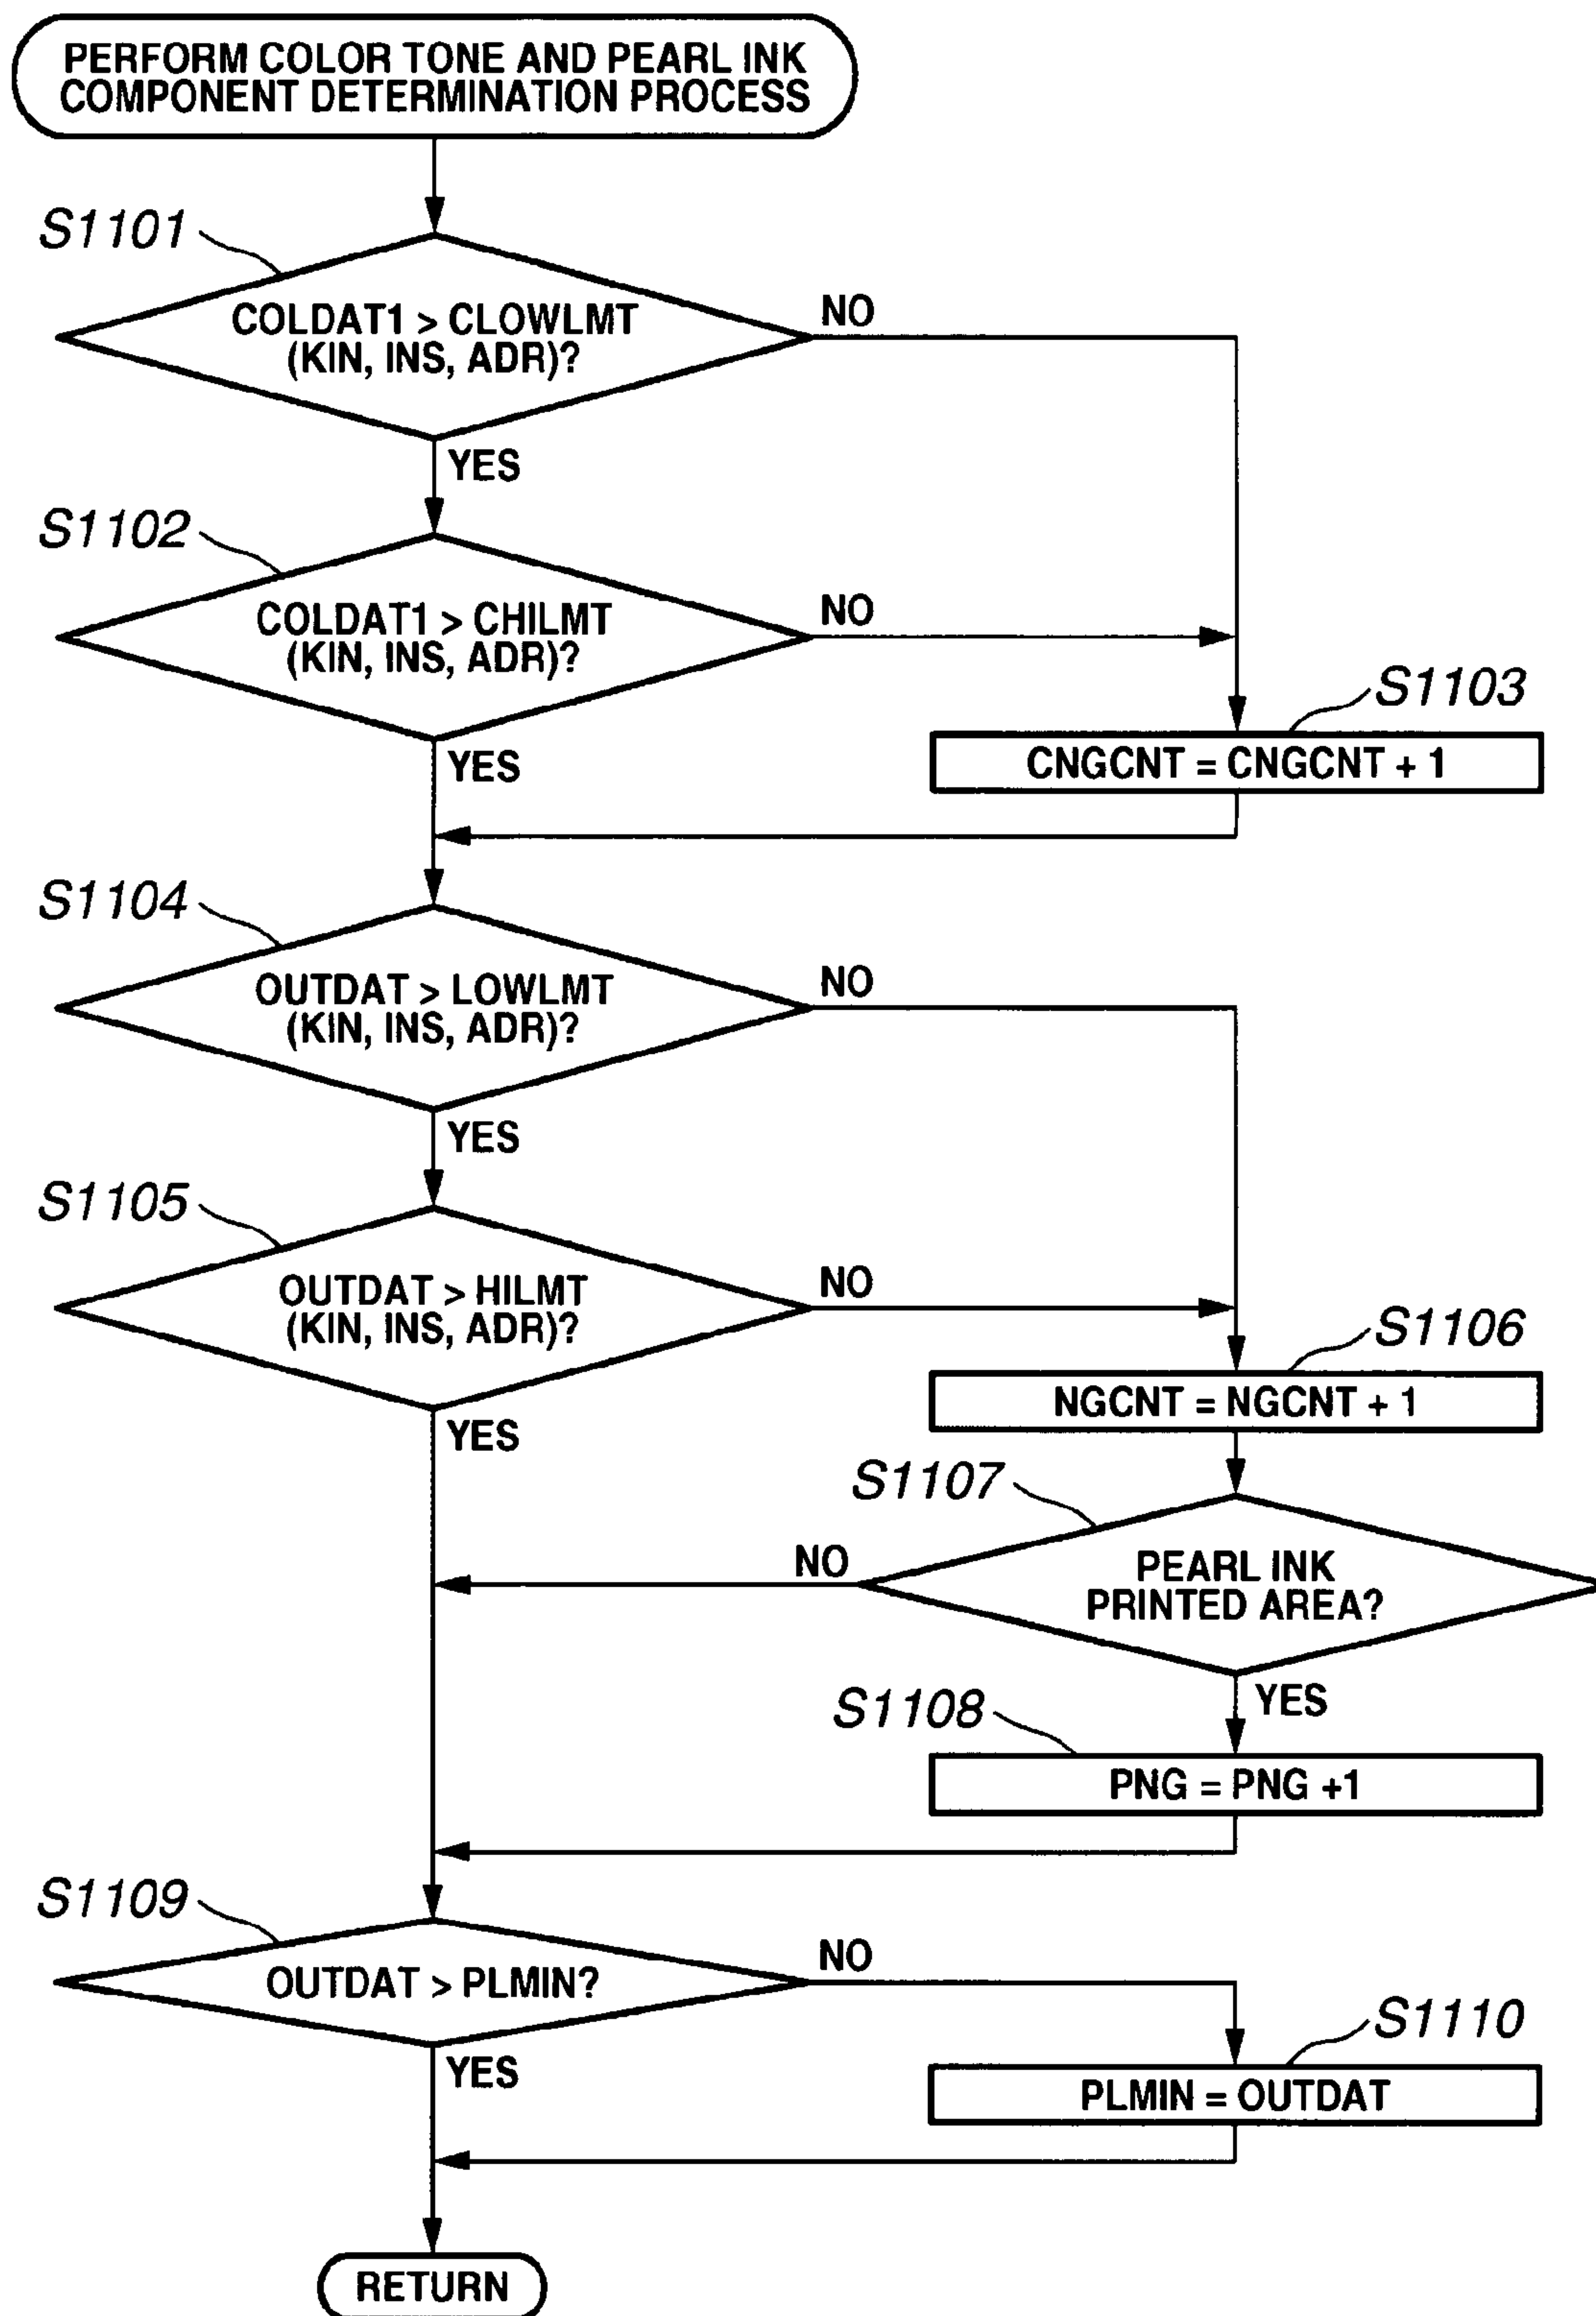 PERFORM COLOR TONE AND PEARL INK
COMPONENT DETERMINATION PROCESS
S1101
COLDAT1 > CLOWLMT
(KIN, INS, ADR)?
NO
YES
S1102
COLDAT1 > CHILMT
(KIN, INS, ADR)?
NO
YES
S1103
CNGCNT = CNGCNT + 1
S1104
OUTDAT > LOWLMT
(KIN, INS, ADR)?
NO
YES
S1105
OUTDAT > HILMT
(KIN, INS, ADR)?
NO
YES
S1106
NGCNT = NGCNT + 1
S1107
PEARL INK
PRINTED AREA?
NO
YES
S1108
PNG = PNG +1
S1109
OUTDAT > PLMIN?
NO
YES
S1110
PLMIN = OUTDAT
RETURN